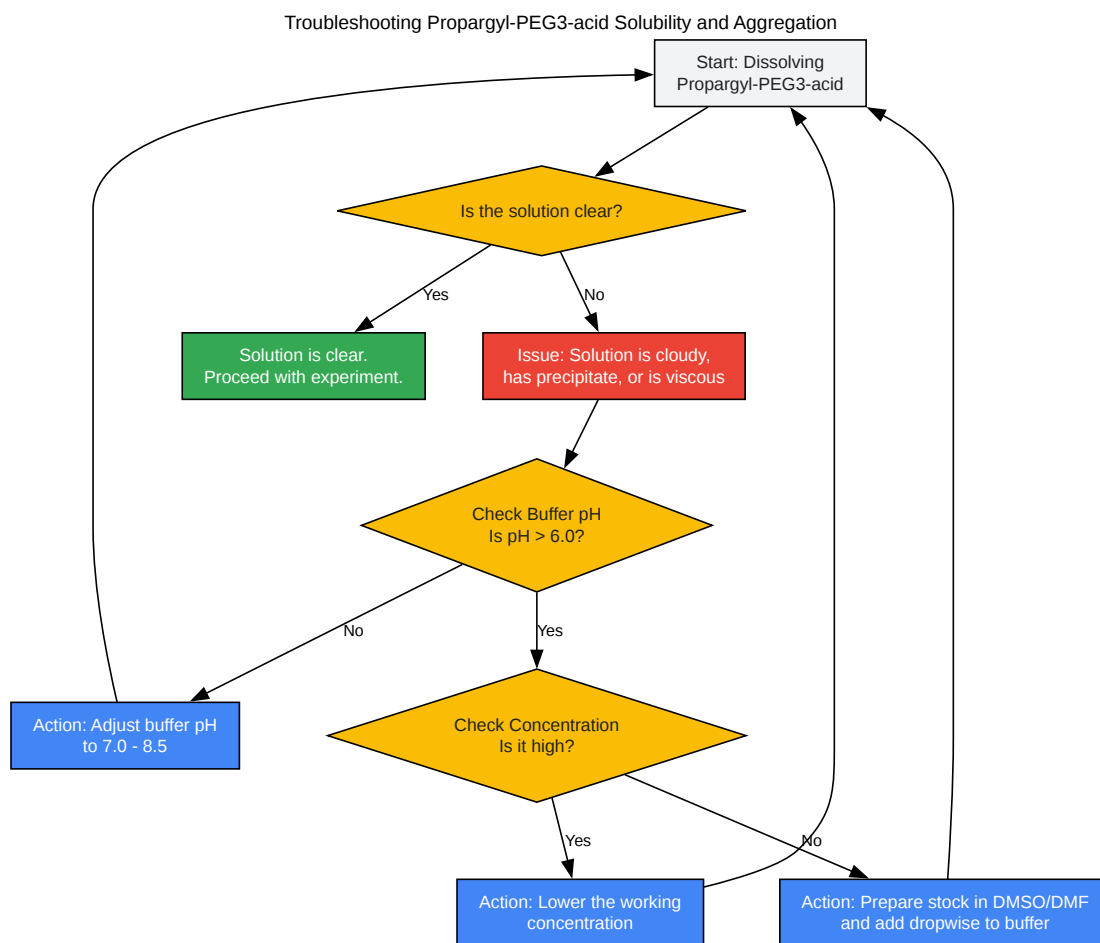 Troubleshooting Propargyl-PEG3-acid Solubility and Aggregation
Start: Dissolving
Propargyl-PEG3-acid
Is the solution clear?
Yes
No
Solution is clear.
Proceed with experiment.
Issue: Solution is cloudy,
has precipitate, or is viscous
Check Buffer pH
Is pH > 6.0?
No
Yes
Action: Adjust buffer pH
to 7.0 - 8.5
Check Concentration
Is it high?
Yes
No
Action: Lower the working
concentration
Action: Prepare stock in DMSO/DMF
and add dropwise to buffer